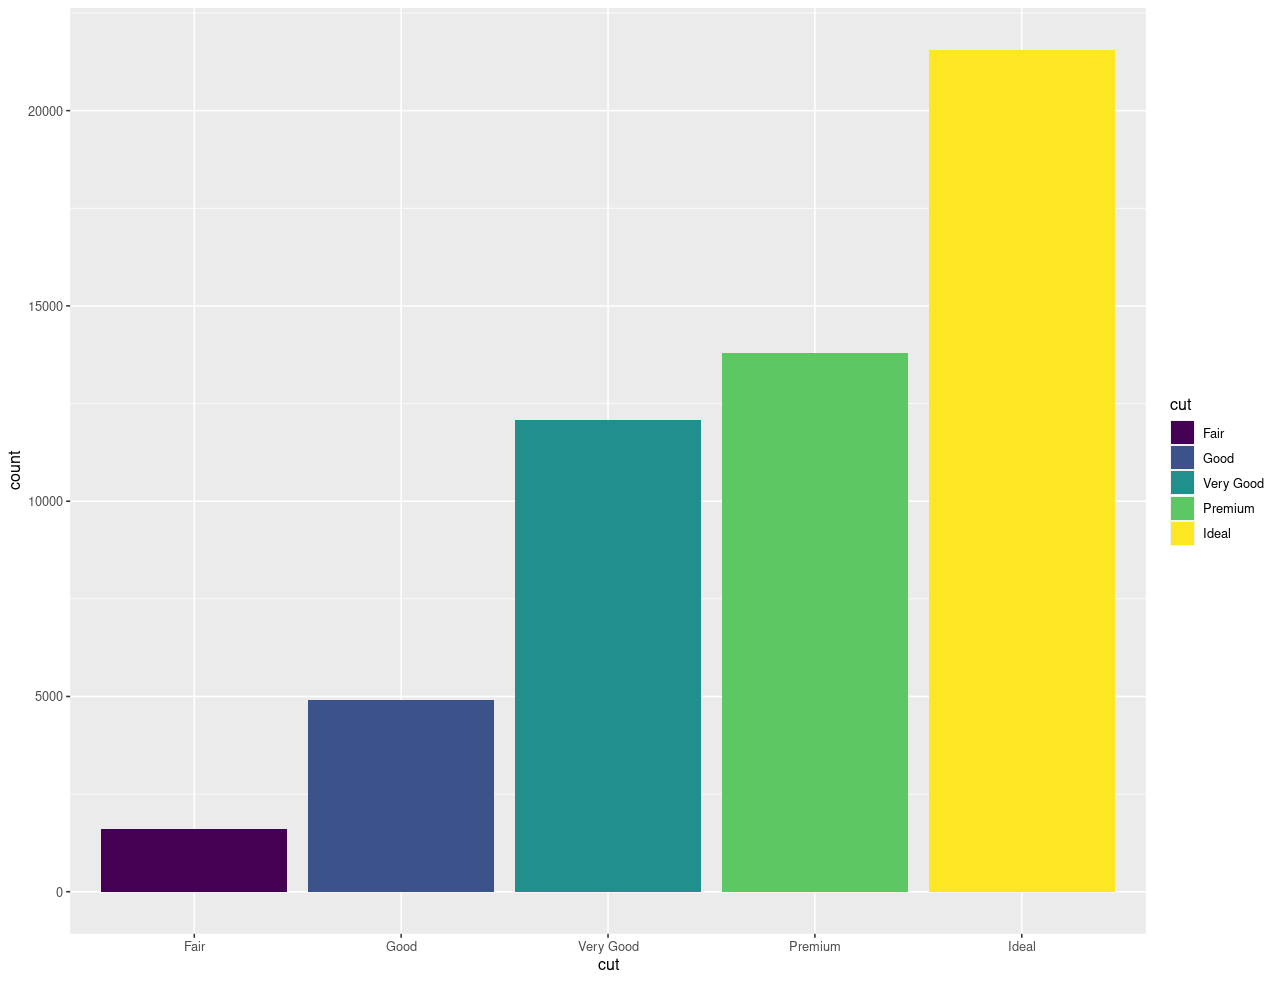 20000
15000
10000
5000
0
count
Fair
Good
Very Good
Premium
Ideal
cut
cut
Fair
Good
Very Good
Premium
Ideal